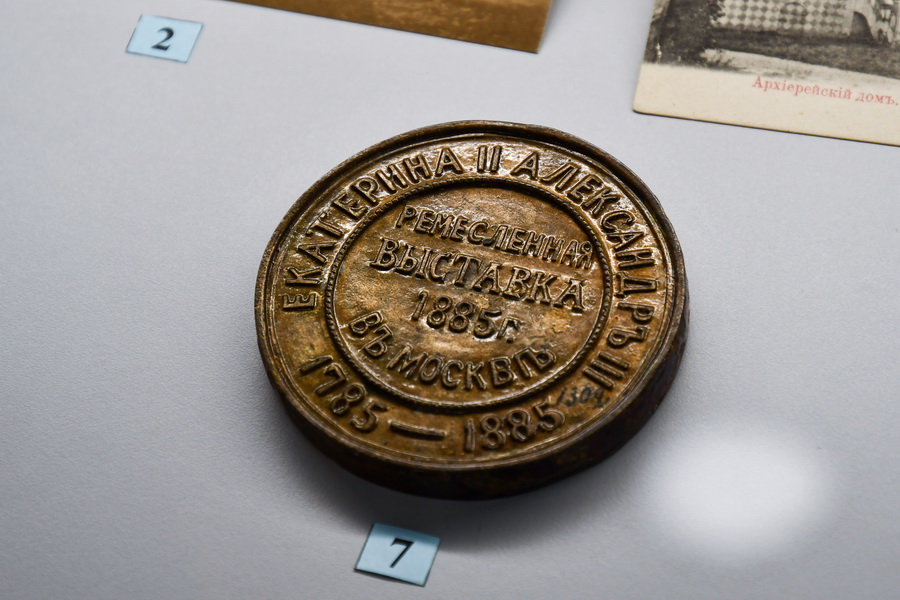 2
Архіерейскій домъ.
ЕКАТЕРИНА II АЛЕКСАНДРЪ III
РЕМЕСЛЕННАЯ
ВЫСТАВКА
1885г.
ВЪ МОСКВѢ
1785 — 1885
1304
7